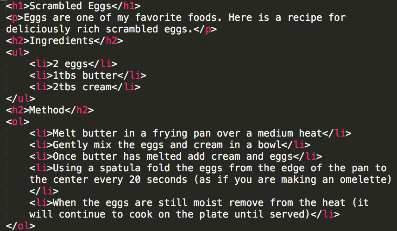 <h1>Scrambled Eggs</h1>
<p>Eggs are one of my favorite foods. Here is a recipe for
deliciously rich scrambled eggs.</p>
<h2>Ingredients</h2>
<ul>
<li>2 eggs</li>
<li>1tbs butter</li>
<li>2tbs cream</li>
</ul>
<h2>Method</h2>
<ol>
<li>Melt butter in a frying pan over a medium heat</li>
<li>Gently mix the eggs and cream in a bowl</li>
<li>Once butter has melted add cream and eggs</li>
<li>Using a spatula fold the eggs from the edge of the pan to
the center every 20 seconds (as if you are making an omelette)
</li>
<li>When the eggs are still moist remove from the heat (it
will continue to cook on the plate until served)</li>
</ol>